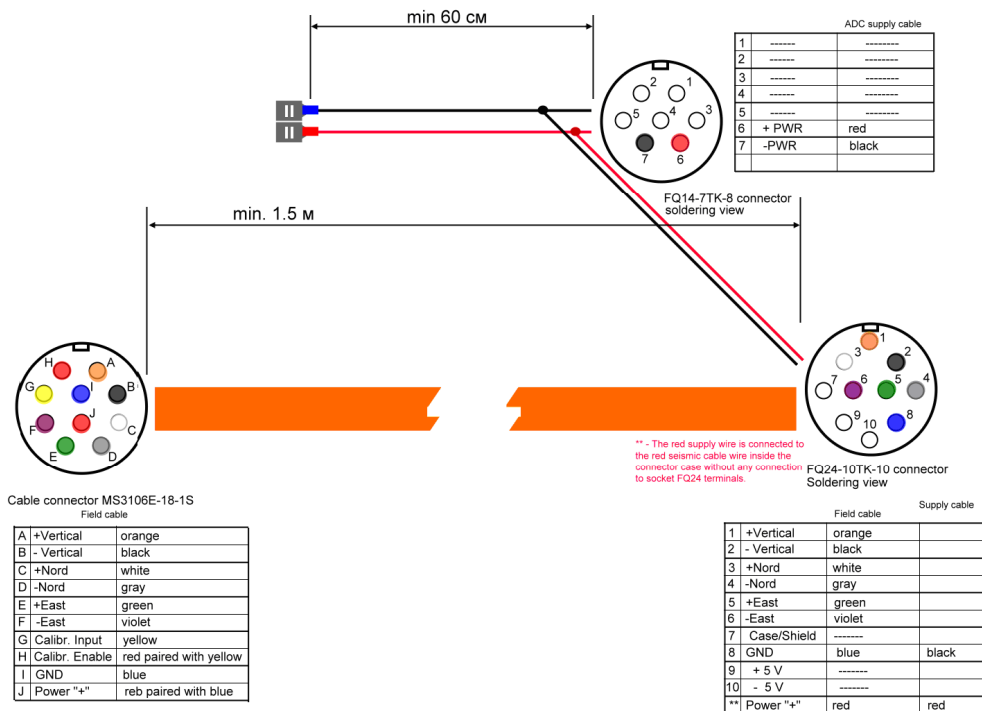 min 60 см
ADC supply cable
1 ------ --------
2 ------ --------
3 ------ --------
4 ------ --------
5 ------ --------
6 + PWR red
7 -PWR black
2 1
5 4 3
7 6
FQ14-7TK-8 connector
soldering view
min. 1.5 м
H A
G I B
F J C
E D
1
3 2
7 6 5 4
9 8
10
** - The red supply wire is connected to
the red seismic cable wire inside the
connector case without any connection
to socket FQ24 terminals.
FQ24-10TK-10 connector
Soldering view
Cable connector MS3106E-18-1S
Field cable
A +Vertical orange
B - Vertical black
C +Nord white
D -Nord gray
E +East green
F -East violet
G Calibr. Input yellow
H Calibr. Enable red paired with yellow
I GND blue
J Power "+" reb paired with blue
Field cable Supply cable
1 +Vertical orange
2 - Vertical black
3 +Nord white
4 -Nord gray
5 +East green
6 -East violet
7 Case/Shield -------
8 GND blue black
9 + 5 V -------
10 - 5 V -------
** Power "+" red red